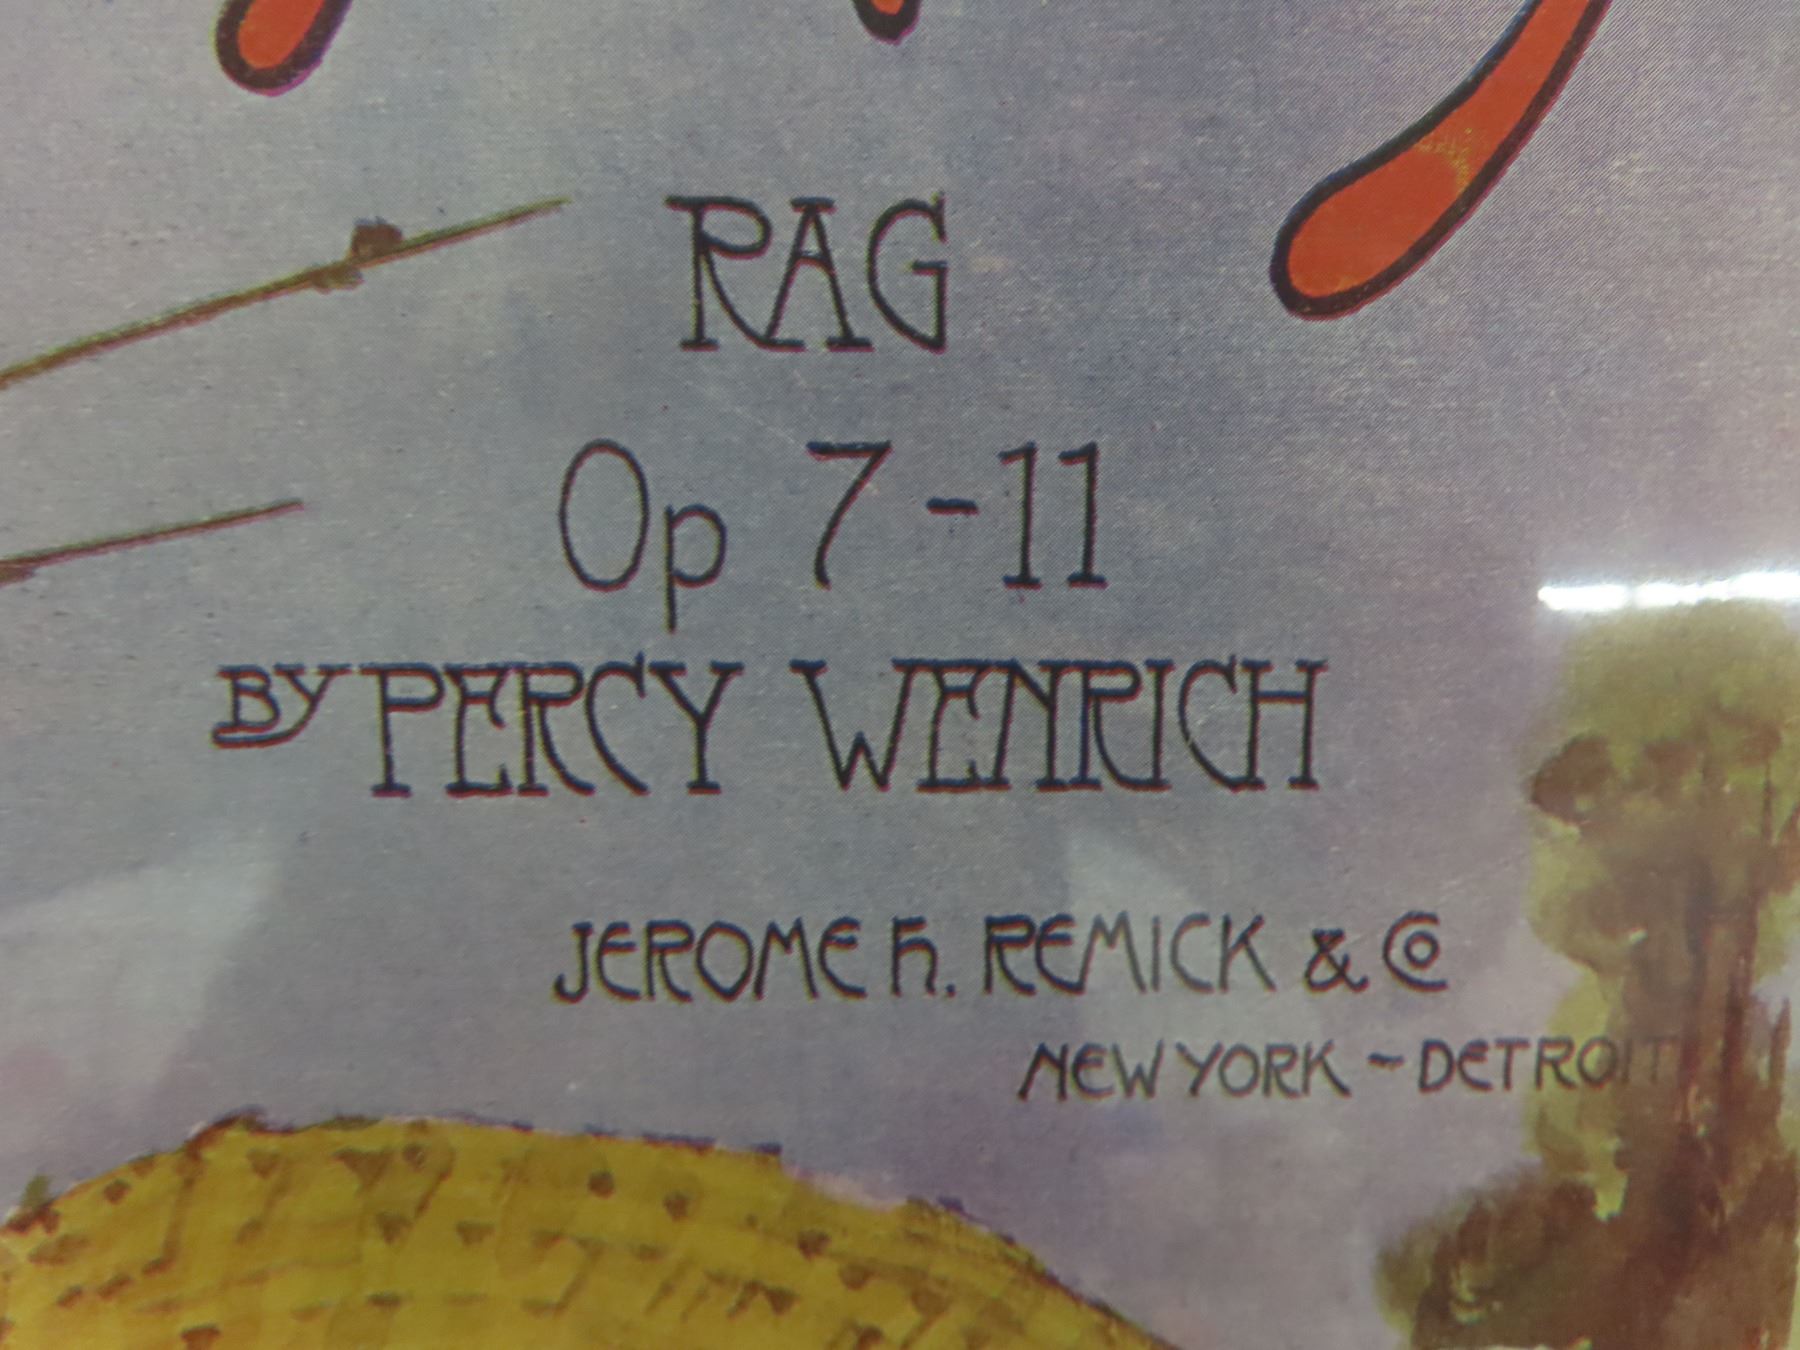 RAG
Op 7-11
BY PERCY WENRICH
JEROME H. REMICK & CO
NEW YORK ~ DETROIT